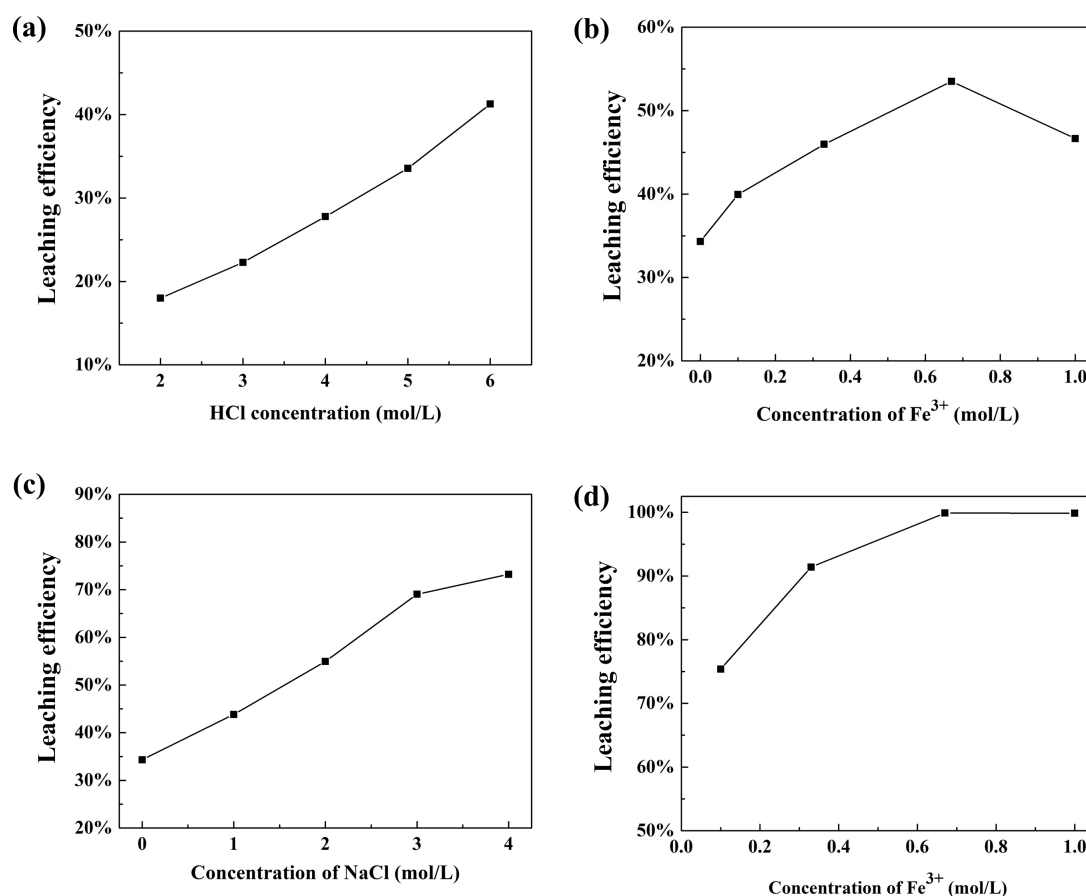 (a)
50%
40%
30%
20%
10%
Leaching efficiency
2 3 4 5 6
HCl concentration (mol/L)
(b)
60%
50%
40%
30%
20%
Leaching efficiency
0.0 0.2 0.4 0.6 0.8 1.0
Concentration of Fe³⁺ (mol/L)
(c)
90%
80%
70%
60%
50%
40%
30%
20%
Leaching efficiency
0 1 2 3 4
Concentration of NaCl (mol/L)
(d)
100%
90%
80%
70%
60%
50%
Leaching efficiency
0.0 0.2 0.4 0.6 0.8 1.0
Concentration of Fe³⁺ (mol/L)